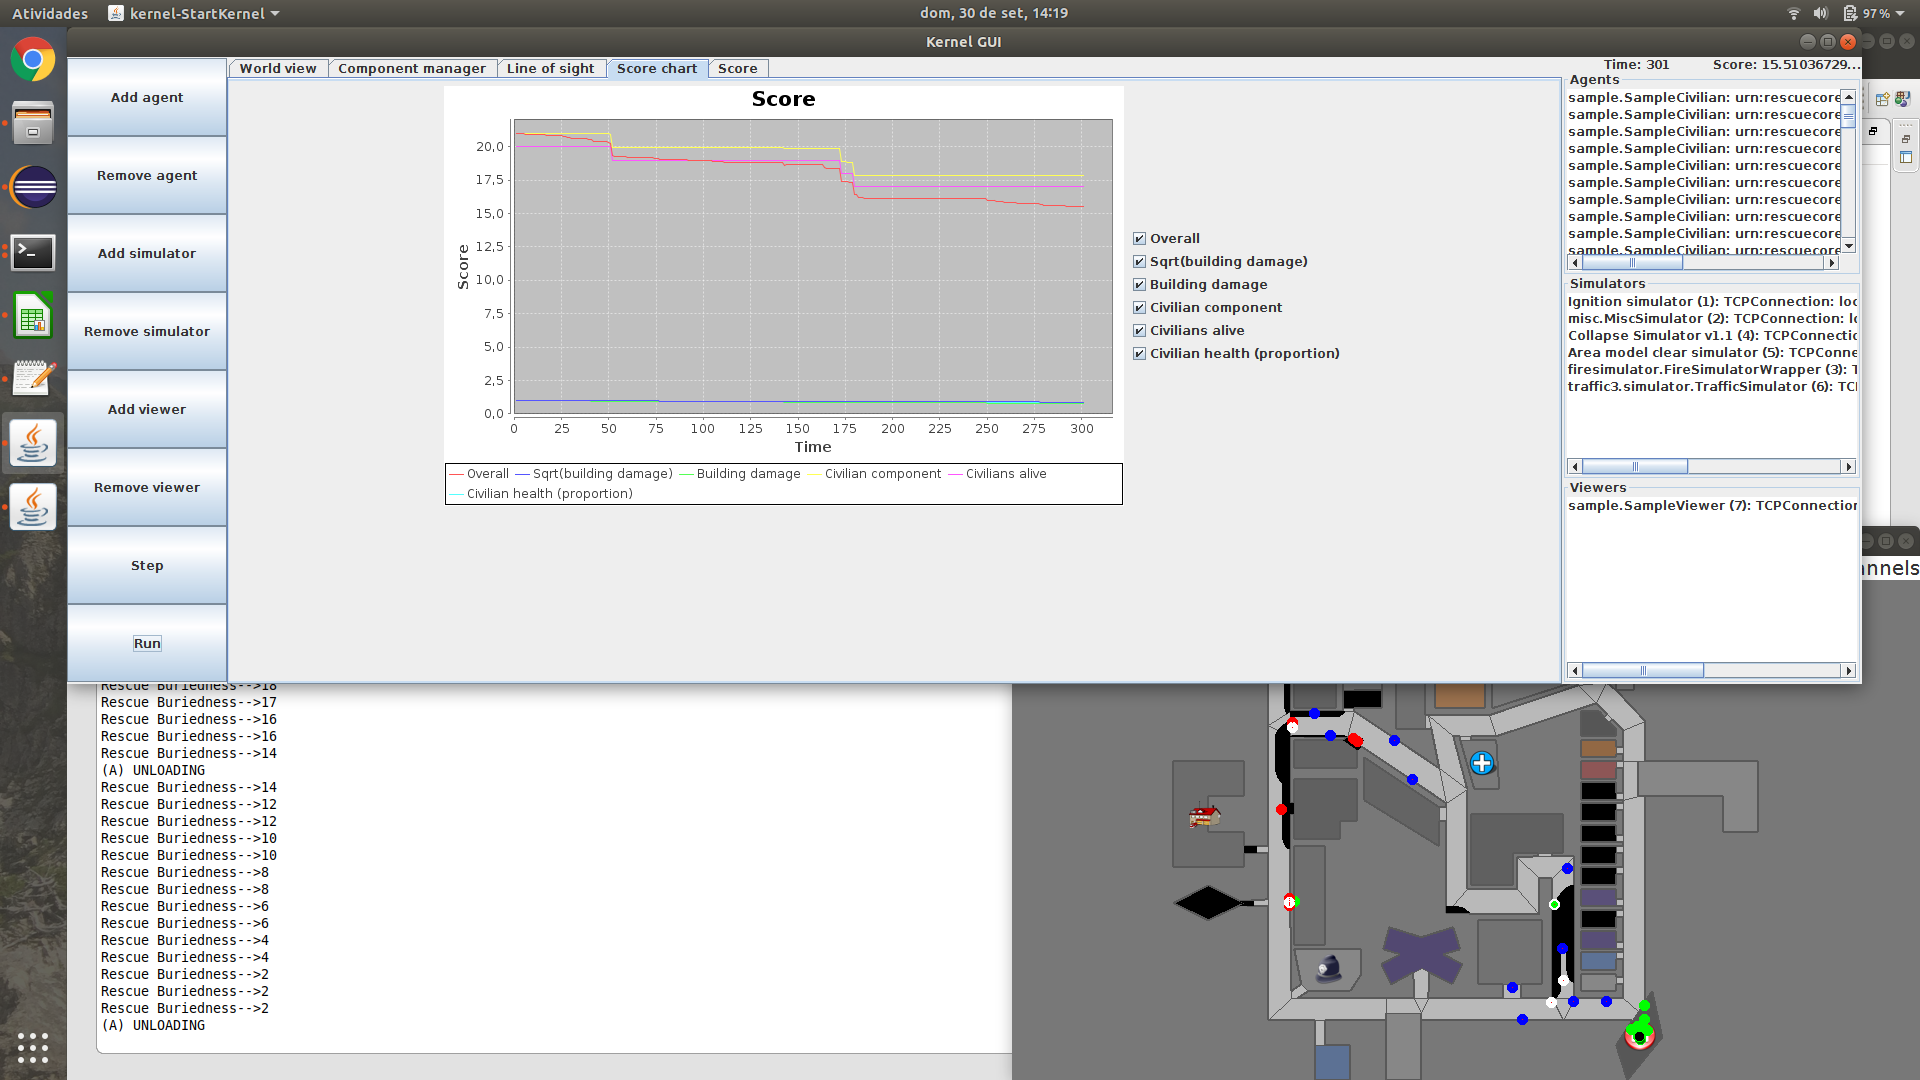 Atividades
kernel-StartKernel
dom, 30 de set, 14:19
97 %
Kernel GUI
Add agent
Remove agent
Add simulator
Remove simulator
Add viewer
Remove viewer
Step
Run
World view
Component manager
Line of sight
Score chart
Score
Time: 301
Score: 15.51036729...
Score
Score
20,0
17,5
15,0
12,5
10,0
7,5
5,0
2,5
0,0
0 25 50 75 100 125 150 175 200 225 250 275 300
Time
Overall Sqrt(building damage) Building damage Civilian component Civilians alive
Civilian health (proportion)
Overall
Sqrt(building damage)
Building damage
Civilian component
Civilians alive
Civilian health (proportion)
Agents
sample.SampleCivilian: urn:rescuecore
sample.SampleCivilian: urn:rescuecore
sample.SampleCivilian: urn:rescuecore
sample.SampleCivilian: urn:rescuecore
sample.SampleCivilian: urn:rescuecore
sample.SampleCivilian: urn:rescuecore
sample.SampleCivilian: urn:rescuecore
sample.SampleCivilian: urn:rescuecore
sample.SampleCivilian: urn:rescuecore
sample.SampleCivilian: urn:rescuecore
Simulators
Ignition simulator (1): TCPConnection: loc
misc.MiscSimulator (2): TCPConnection: l
Collapse Simulator v1.1 (4): TCPConnectic
Area model clear simulator (5): TCPConne
firesimulator.FireSimulatorWrapper (3): T
traffic3.simulator.TrafficSimulator (6): TC
Viewers
sample.SampleViewer (7): TCPConnection
nnels
Rescue Buriedness-->18
Rescue Buriedness-->17
Rescue Buriedness-->16
Rescue Buriedness-->16
Rescue Buriedness-->14
(A) UNLOADING
Rescue Buriedness-->14
Rescue Buriedness-->12
Rescue Buriedness-->12
Rescue Buriedness-->10
Rescue Buriedness-->10
Rescue Buriedness-->8
Rescue Buriedness-->8
Rescue Buriedness-->6
Rescue Buriedness-->6
Rescue Buriedness-->4
Rescue Buriedness-->4
Rescue Buriedness-->2
Rescue Buriedness-->2
Rescue Buriedness-->2
(A) UNLOADING